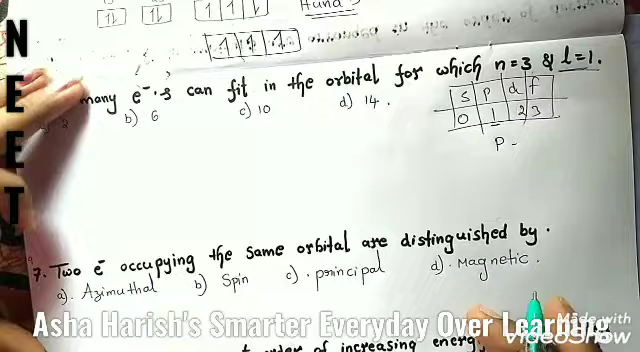 Hund's
many e⁻.s can fit in the orbital for which n=3 & l=1.
a) 2 b) 6 c) 10 d) 14.
s p d f
0 1 2 3
p -
7. Two e⁻ occupying the same orbital are distinguished by.
a). Azimuthal b) Spin c). principal d). Magnetic.
of increasing energy,
NEET
Asha Harish's Smarter Everyday Over Learning
Made with
VideoShow